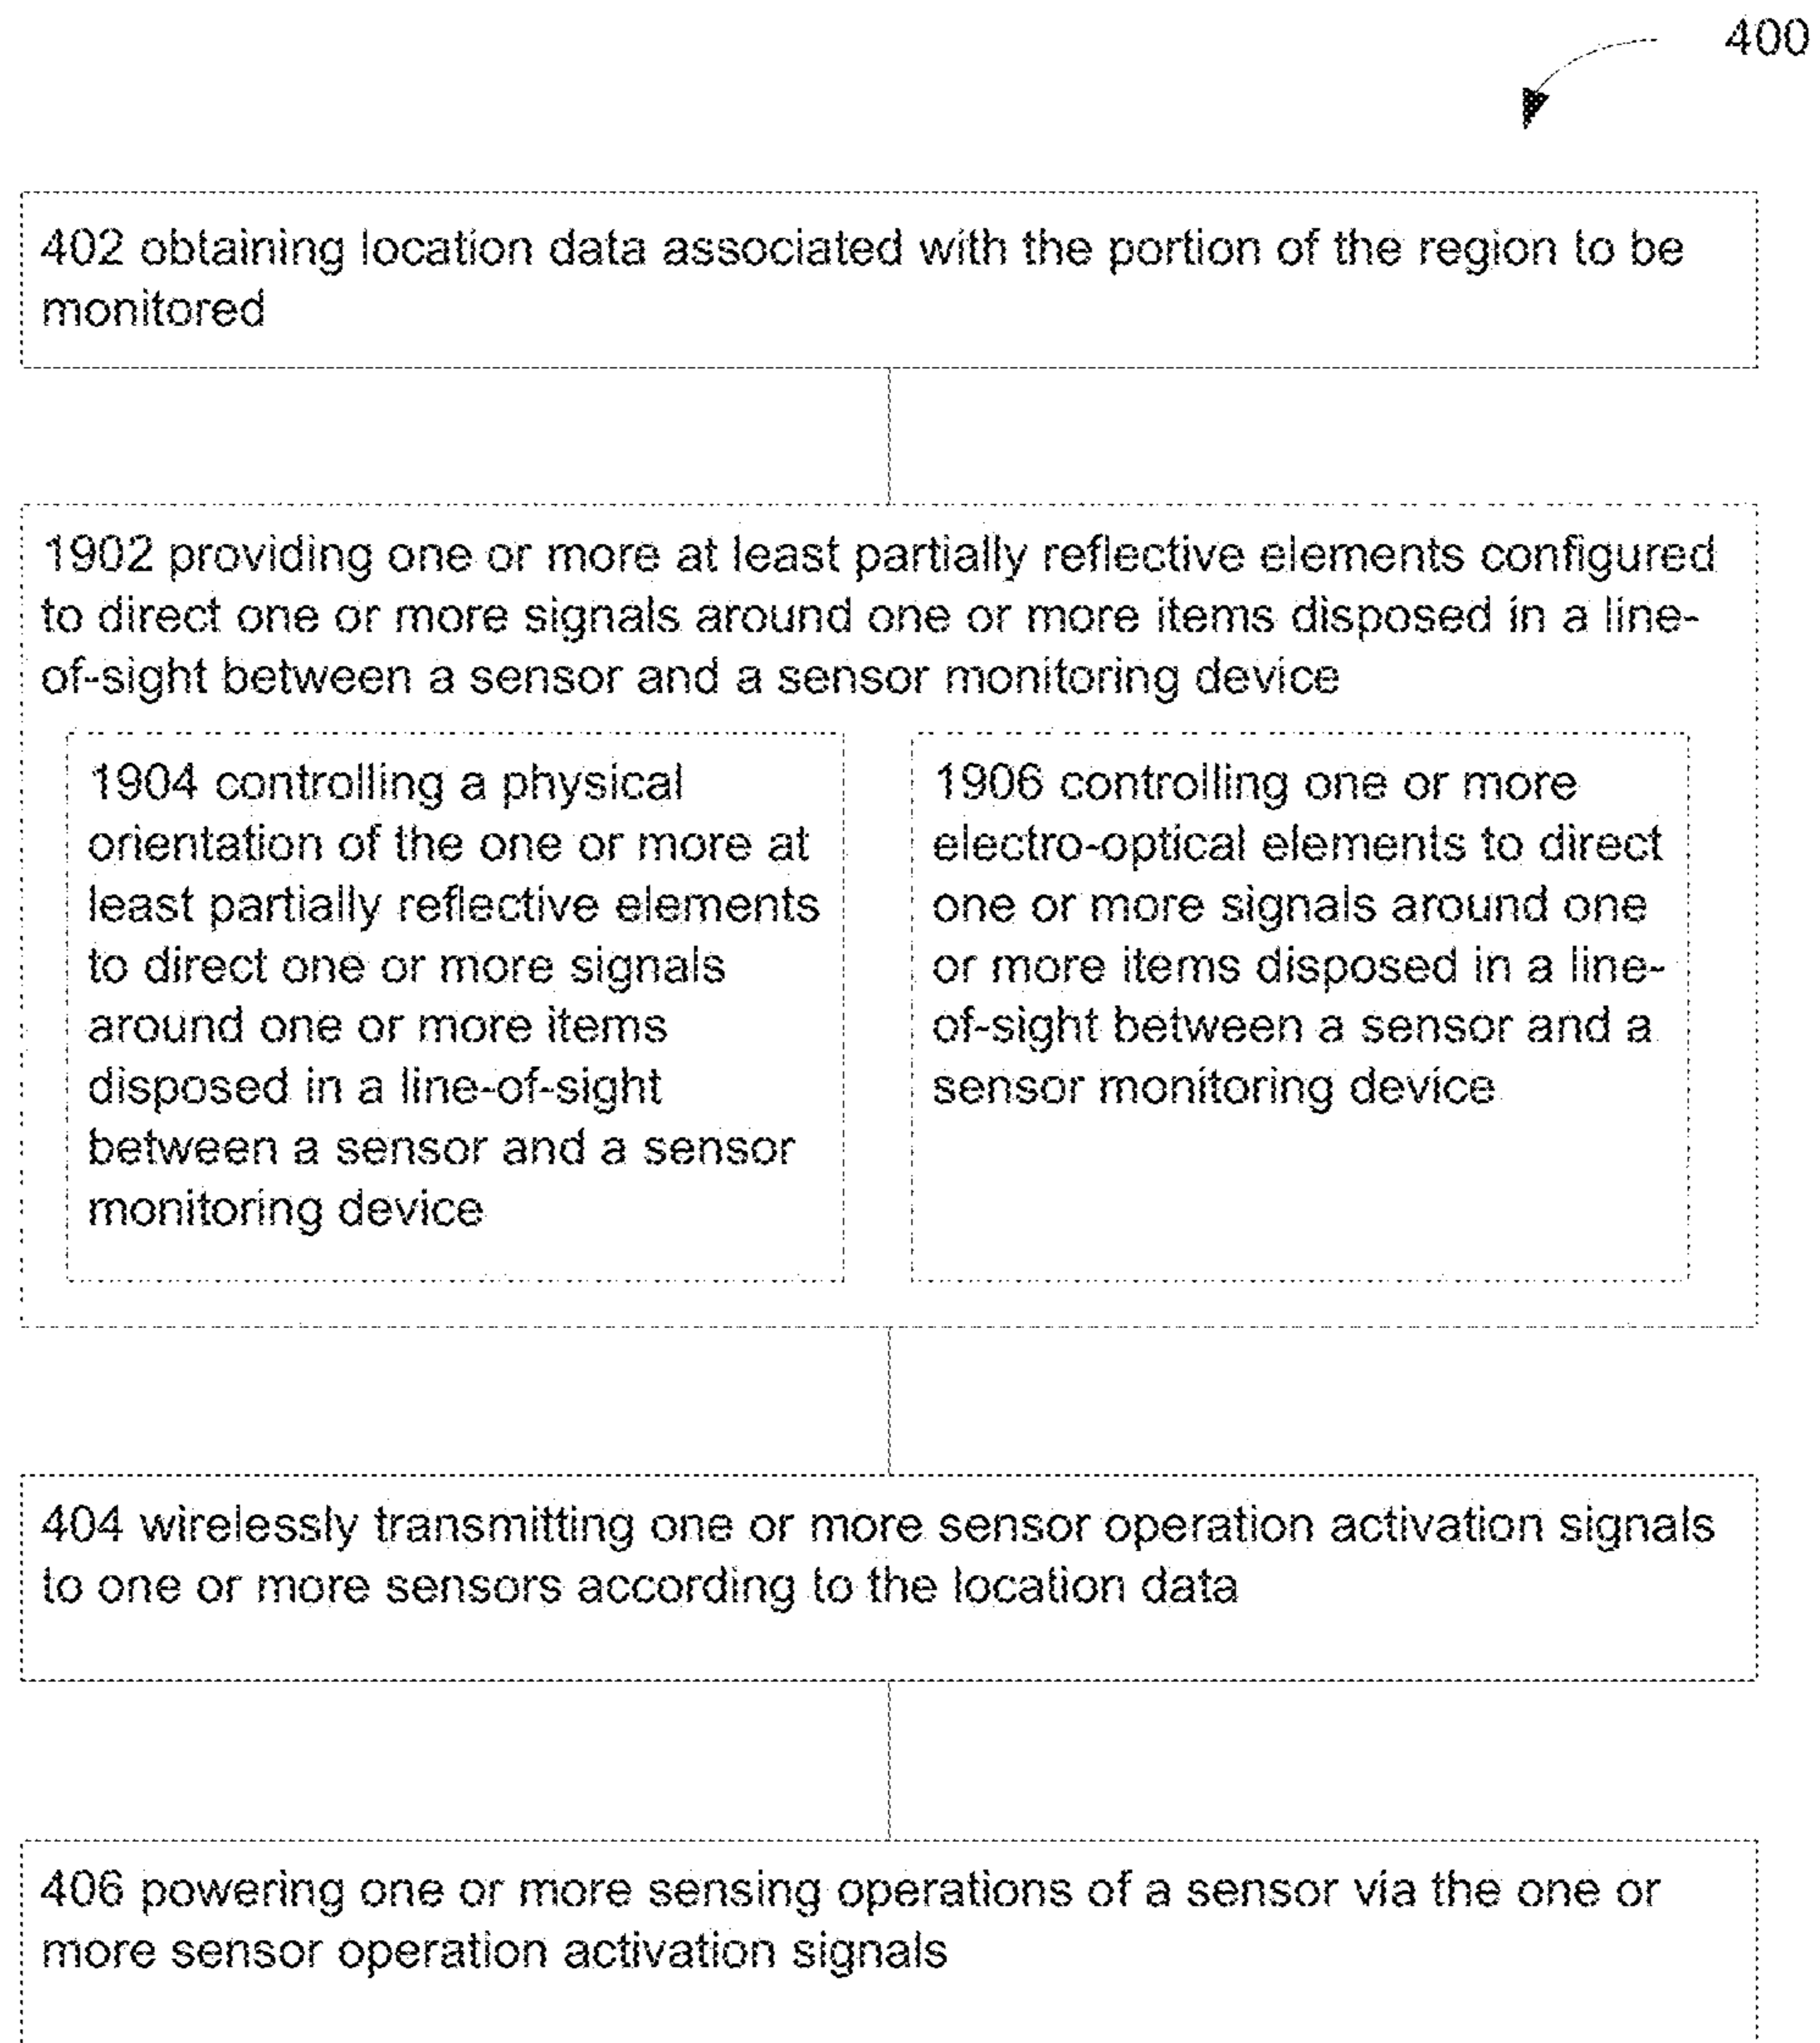 400
402 obtaining location data associated with the portion of the region to be
monitored
1902 providing one or more at least partially reflective elements configured
to direct one or more signals around one or more items disposed in a line-
of-sight between a sensor and a sensor monitoring device
1904 controlling a physical
orientation of the one or more at
least partially reflective elements
to direct one or more signals
around one or more items
disposed in a line-of-sight
between a sensor and a sensor
monitoring device
1906 controlling one or more
electro-optical elements to direct
one or more signals around one
or more items disposed in a line-
of-sight between a sensor and a
sensor monitoring device
404 wirelessly transmitting one or more sensor operation activation signals
to one or more sensors according to the location data
406 powering one or more sensing operations of a sensor via the one or
more sensor operation activation signals